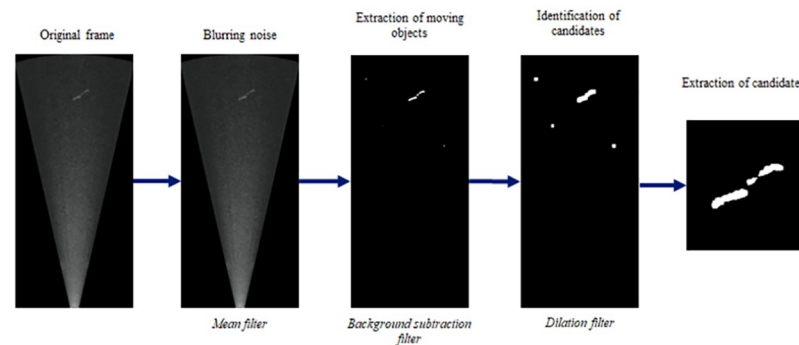 Original frame
Blurring noise
Extraction of moving
objects
Identification of
candidates
Extraction of candidate
Mean filter
Background subtraction
filter
Dilation filter